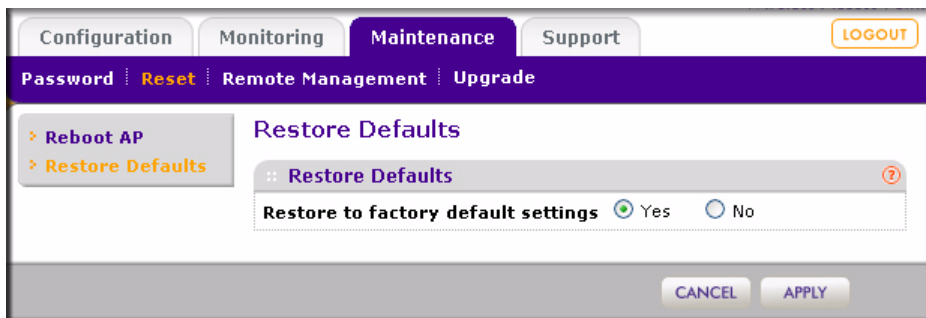 Configuration Monitoring Maintenance Support LOGOUT
Password Reset Remote Management Upgrade
Reboot AP
Restore Defaults
Restore Defaults
Restore Defaults ?
Restore to factory default settings Yes No
CANCEL APPLY